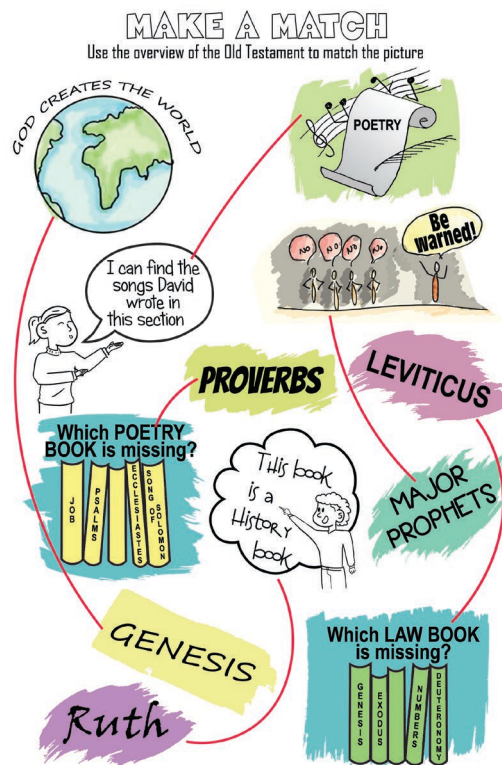 MAKE A MATCH
Use the overview of the Old Testament to match the picture
GOD CREATES THE WORLD
POETRY
NO
NO
NO
No
Be
warned!
I can find the
songs David
wrote in
this section
PROVERBS
LEVITICUS
Which POETRY
BOOK is missing?
JOB
PSALMS
ECCLESIASTES
SONG OF
SOLOMON
This book
is a
History
book
MAJOR
PROPHETS
GENESIS
Which LAW BOOK
is missing?
GENESIS
EXODUS
NUMBERS
DEUTERONOMY
Ruth